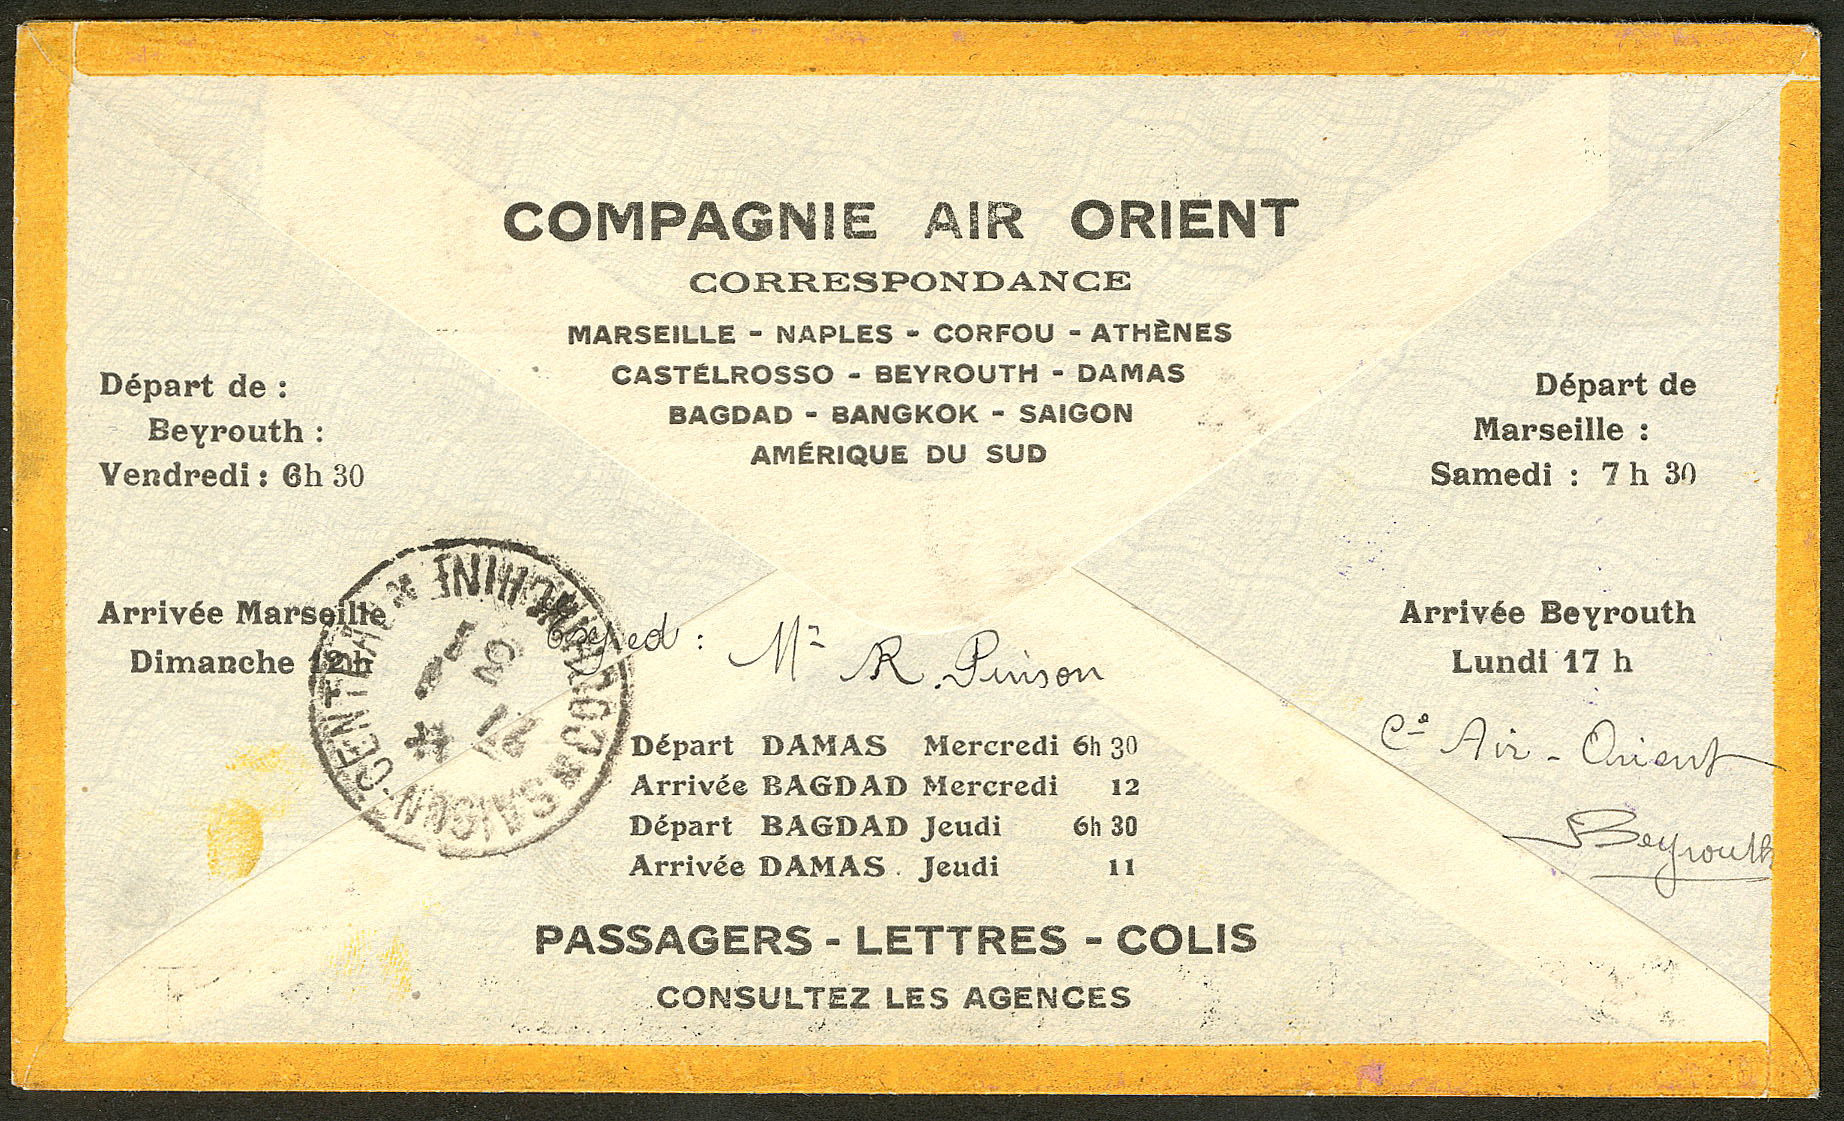 COMPAGNIE AIR ORIENT
CORRESPONDANCE
MARSEILLE - NAPLES - CORFOU - ATHÈNES
CASTÉLROSSO - BEYROUTH - DAMAS
BAGDAD - BANGKOK - SAIGON
AMÉRIQUE DU SUD
Départ de :
Beyrouth :
Vendredi : 6h 30
Départ de
Marseille :
Samedi : 7 h 30
Arrivée Marseille
Dimanche 12 h
Arrivée Beyrouth
Lundi 17 h
SAIGON-CENTRAL
COCHINCHINE
Exped : Mr R. Pinson
Cie Air-Orient
Beyrouth
Départ DAMAS Mercredi 6h 30
Arrivée BAGDAD Mercredi 12
Départ BAGDAD Jeudi 6h 30
Arrivée DAMAS . Jeudi 11
PASSAGERS - LETTRES - COLIS
CONSULTEZ LES AGENCES